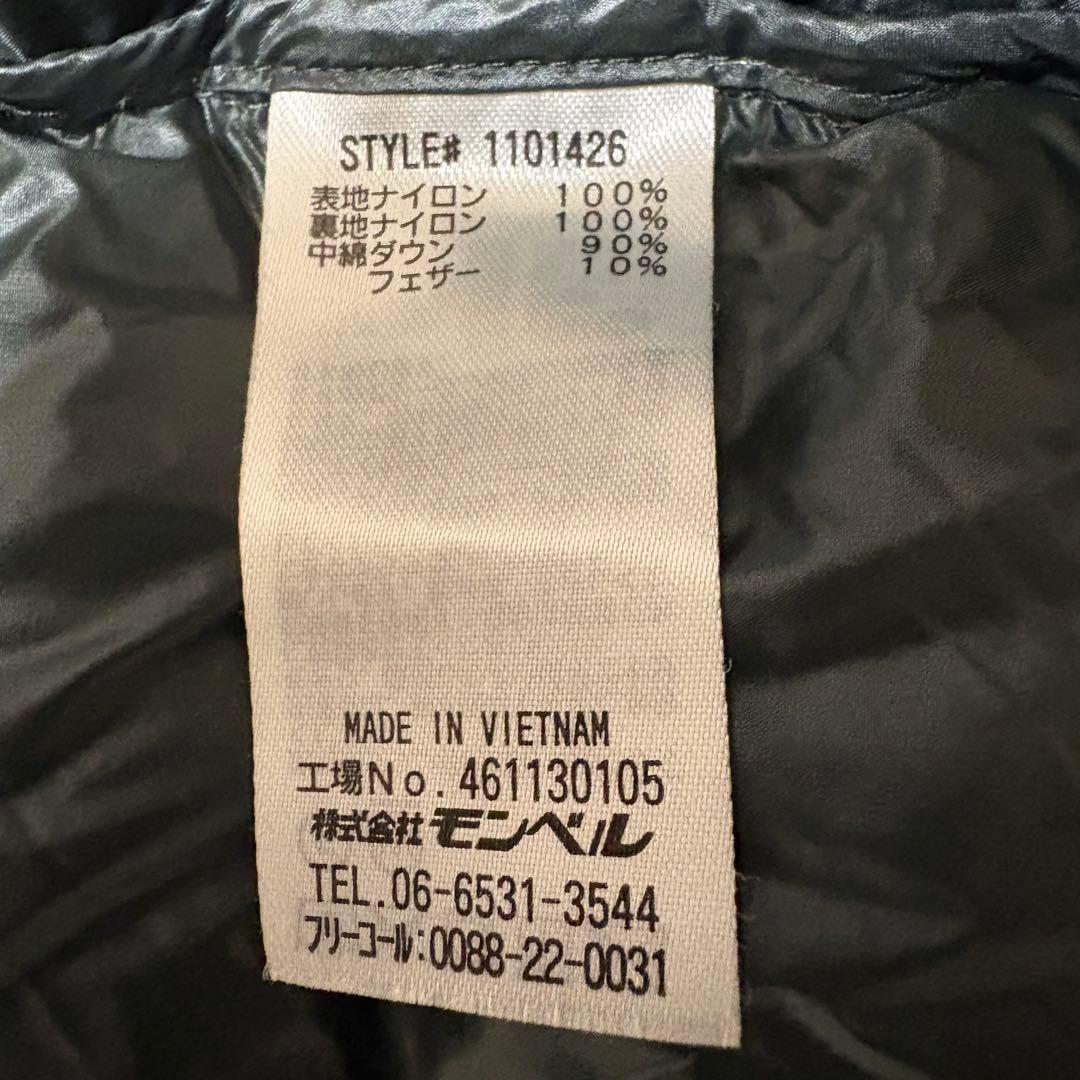 STYLE# 1101426
表地ナイロン 100%
裏地ナイロン 100%
中綿ダウン 90%
フェザー 10%
MADE IN VIETNAM
工場No. 461130105
株式会社モンベル
TEL.06-6531-3544
フリーコール:0088-22-0031